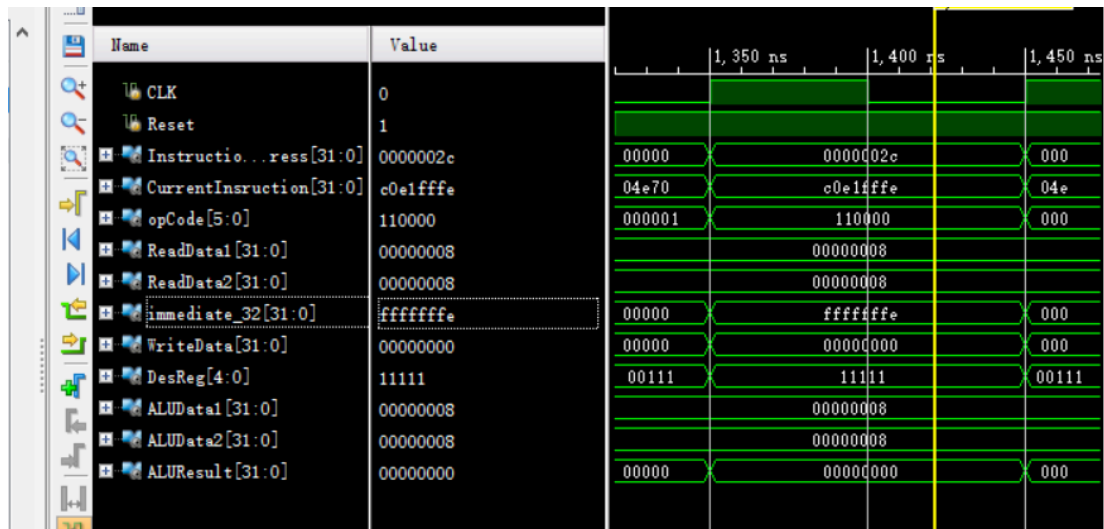 Name Value
1,350 ns 1,400 ns 1,450 ns
CLK 0
Reset 1
Instructio...ress[31:0] 0000002c 00000 0000002c 000
CurrentInsruction[31:0] c0e1fffe 04e70 c0e1fffe 04e
opCode[5:0] 110000 000001 110000 000
ReadData1[31:0] 00000008 00000008
ReadData2[31:0] 00000008 00000008
immediate_32[31:0] fffffffe 00000 fffffffe 000
WriteData[31:0] 00000000 00000 00000000 000
DesReg[4:0] 11111 00111 11111 00111
ALUData1[31:0] 00000008 00000008
ALUData2[31:0] 00000008 00000008
ALUResult[31:0] 00000000 00000 00000000 000